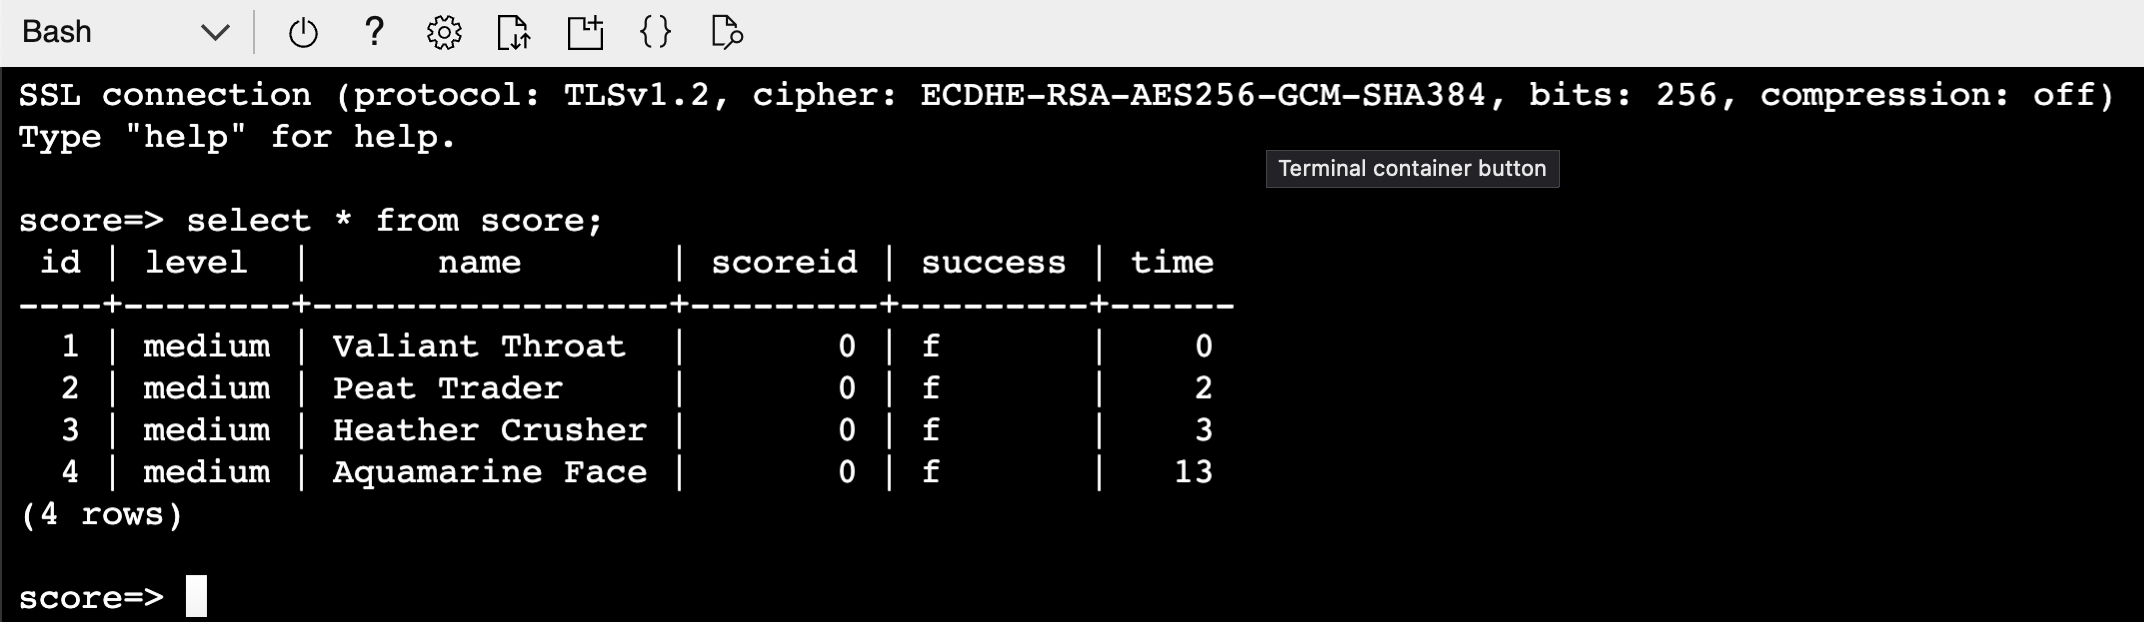 Bash
SSL connection (protocol: TLSv1.2, cipher: ECDHE-RSA-AES256-GCM-SHA384, bits: 256, compression: off)
Type "help" for help.
Terminal container button
score=> select * from score;
 id | level  |      name       | scoreid | success | time
----+--------+-----------------+---------+---------+------
  1 | medium | Valiant Throat  |       0 | f       |    0
  2 | medium | Peat Trader     |       0 | f       |    2
  3 | medium | Heather Crusher |       0 | f       |    3
  4 | medium | Aquamarine Face |       0 | f       |   13
(4 rows)
score=>